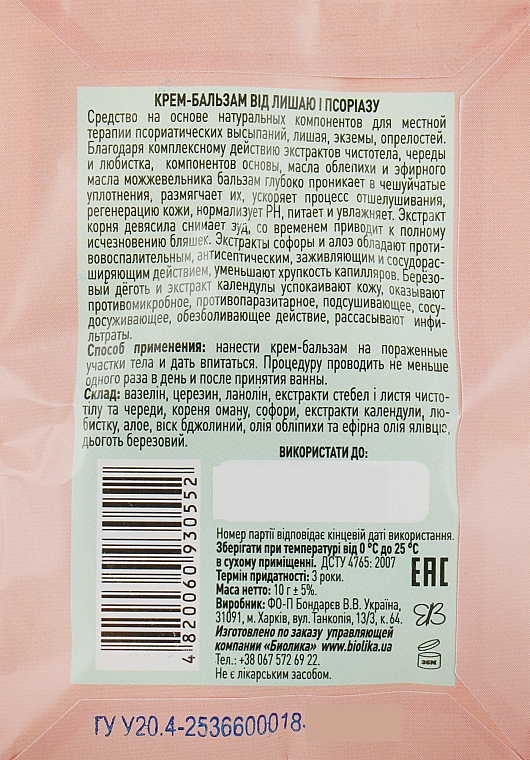 КРЕМ-БАЛЬЗАМ ВІД ЛИШАЮ І ПСОРІАЗУ
Средство на основе натуральных компонентов для местной
терапии псориатических высыпаний, лишая, экземы, опрелостей.
Благодаря комплексному действию экстрактов чистотела, череды
и любистка, компонентов основы, масла облепихи и эфирного
масла можжевельника бальзам глубоко проникает в чешуйчатые
уплотнения, размягчает их, ускоряет процесс отшелушивания,
регенерацию кожи, нормализует РН, питает и увлажняет. Экстракт
корня девясила снимает зуд, со временем приводит к полному
исчезновению бляшек. Экстракты софоры и алоэ обладают проти-
вовоспалительным, антисептическим, заживляющим и сосудорас-
ширяющим действием, уменьшают хрупкость капилляров. Берёзо-
вый дёготь и экстракт календулы успокаивают кожу, оказывают
противомикробное, противопаразитарное, подсушивающее, сосу-
досуживающее, обезболивающее действие, рассасывают инфи-
льтраты.
Способ применения: нанести крем-бальзам на пораженные
участки тела и дать впитаться. Процедуру проводить не меньше
одного раза в день и после принятия ванны.
Склад: вазелін, церезин, ланолін, екстракти стебел і листя чисто-
тілу та череди, кореня оману, софори, екстракти календули, лю-
бистку, алое, віск бджолиний, олія обліпихи та ефірна олія ялівцю,
дьоготь березовий.
ВИКОРИСТАТИ ДО:
Номер партії відповідає кінцевій даті використання.
Зберігати при температурі від 0 °С до 25 °С
в сухому приміщенні. ДСТУ 4765: 2007
Термін придатності: 3 роки.
Маса нетто: 10 г ± 5%.
Виробник: ФО-П Бондарєв В.В. Україна,
31091, м. Харків, вул. Танкопія, 13/3, к. 64.
Изготовлено по заказу управляющей
компании «Биолика» www.biolika.ua
Тел.: +38 067 572 69 22.
Не є лікарським засобом.
EAC
36M
4 820060 930552
ГУ У20.4-2536600018-